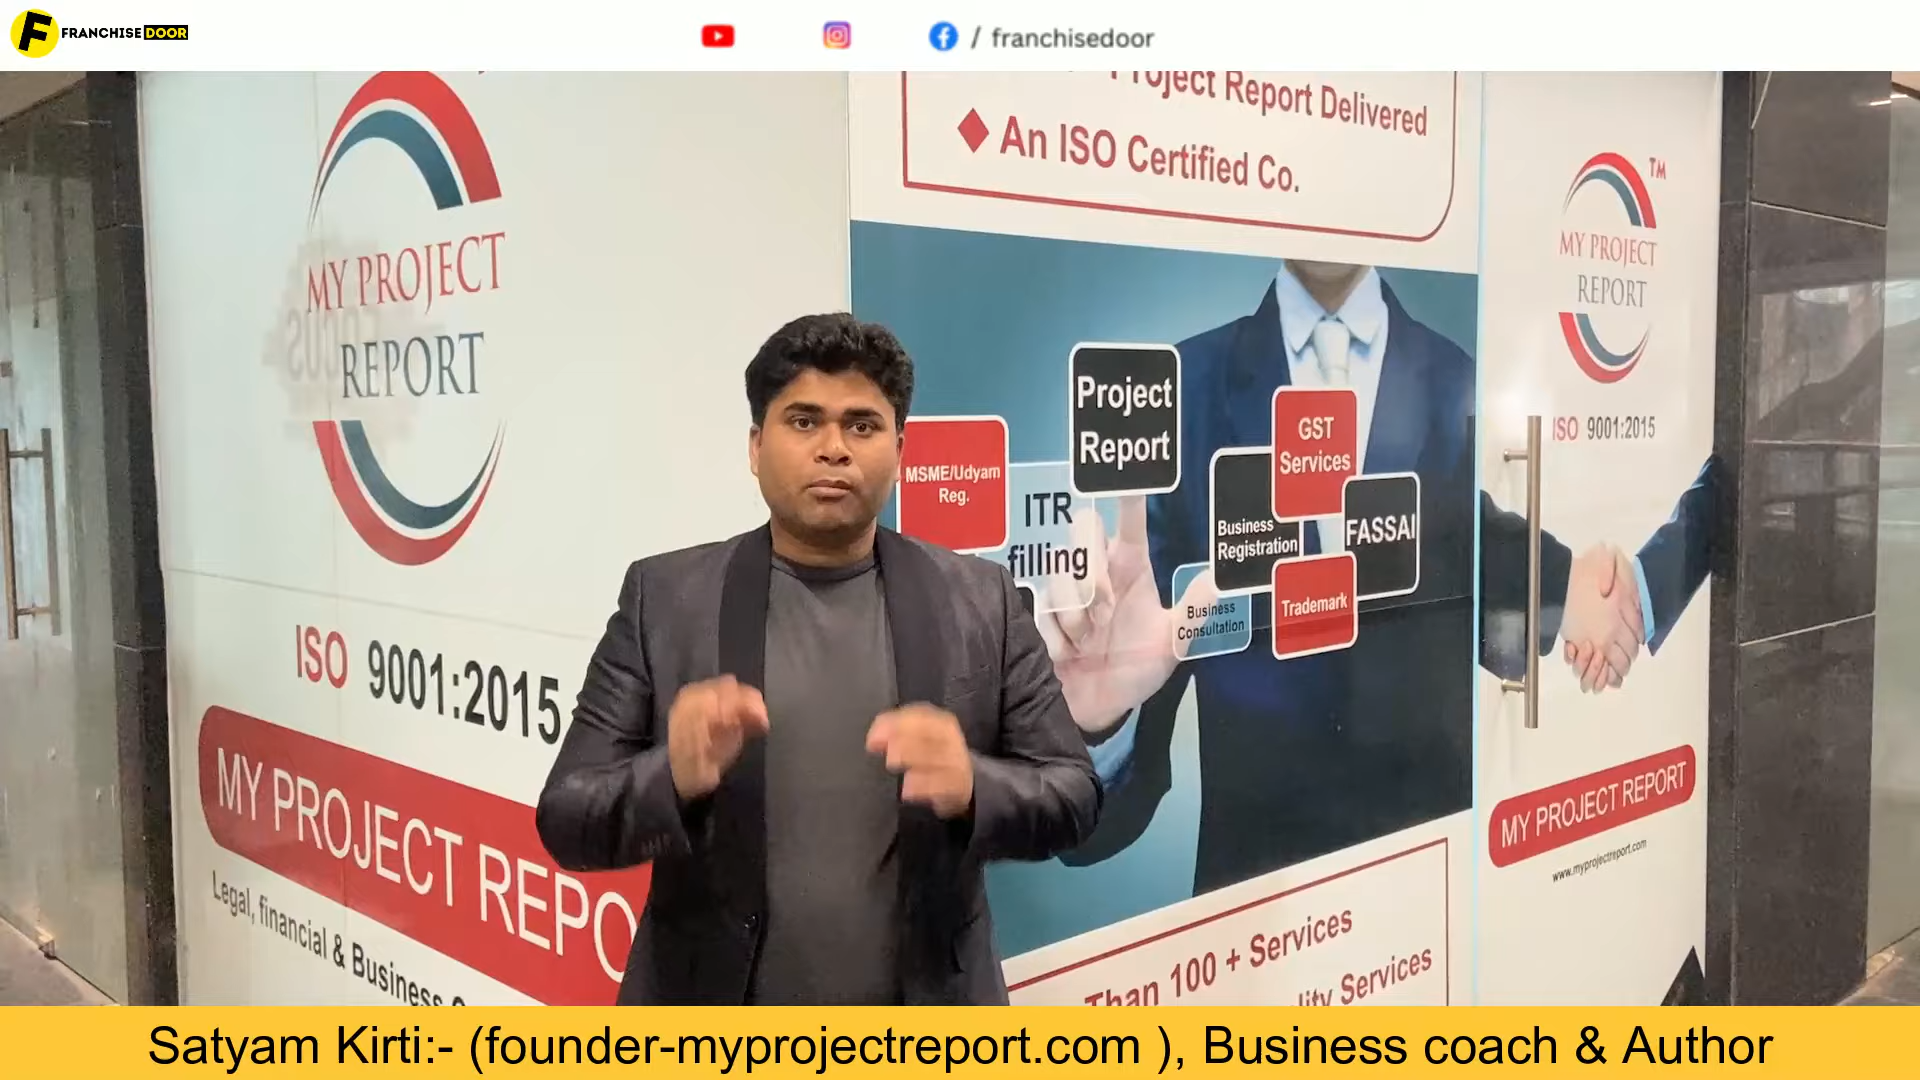 FRANCHISE DOOR
/ franchisedoor
Project Report Delivered
An ISO Certified Co.
MY PROJECT
REPORT
ISO 9001:2015
MY PROJECT REPO
Legal, financial & Business
MSME/Udyam
Reg.
ITR
filling
Project
Report
GST
Services
Business
Registration
FASSAI
Business
Consultation
Trademark
Than 100 + Services
Services
TM
MY PROJECT
REPORT
ISO 9001:2015
MY PROJECT REPORT
www.myprojectreport.com
Satyam Kirti:- (founder-myprojectreport.com ), Business coach & Author